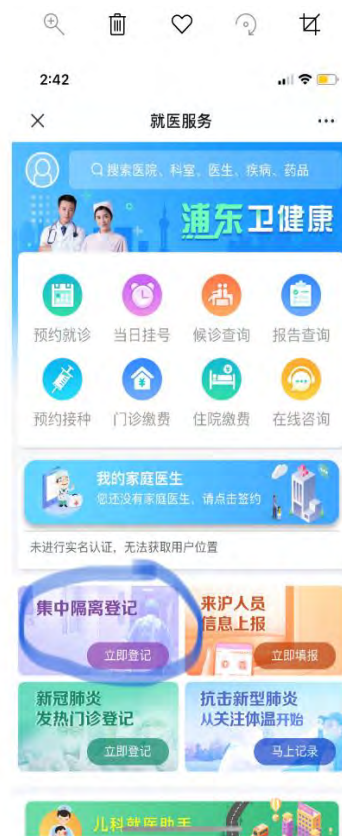 2:42
就医服务
搜索医院、科室、医生、疾病、药品
浦东卫健康
预约就诊 当日挂号 候诊查询 报告查询
预约接种 门诊缴费 住院缴费 在线咨询
我的家庭医生
您还没有家庭医生，请点击签约
未进行实名认证，无法获取用户位置
集中隔离登记
立即登记
来沪人员
信息上报
立即填报
新冠肺炎
发热门诊登记
立即登记
抗击新型肺炎
从关注体温开始
马上记录
儿科就医助手